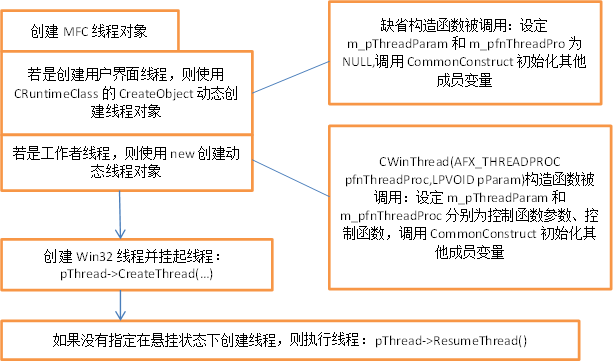 创建 MFC 线程对象
若是创建用户界面线程，则使用
CRuntimeClass 的 CreateObject 动态创
建线程对象
若是工作者线程，则使用 new 创建动
态线程对象
创建 Win32 线程并挂起线程：
pThread->CreateThread(…)
如果没有指定在悬挂状态下创建线程，则执行线程：pThread->ResumeThread()
缺省构造函数被调用：设定
m_pThreadParam 和 m_pfnThreadPro 为
NULL,调用 CommonConstruct 初始化其他
成员变量
CWinThread(AFX_THREADPROC
pfnThreadProc,LPVOID pParam)构造函数被
调用：设定 m_pThreadParam 和
m_pfnThreadProc 分别为控制函数参数、控
制函数，调用 CommonConstruct 初始化其
他成员变量